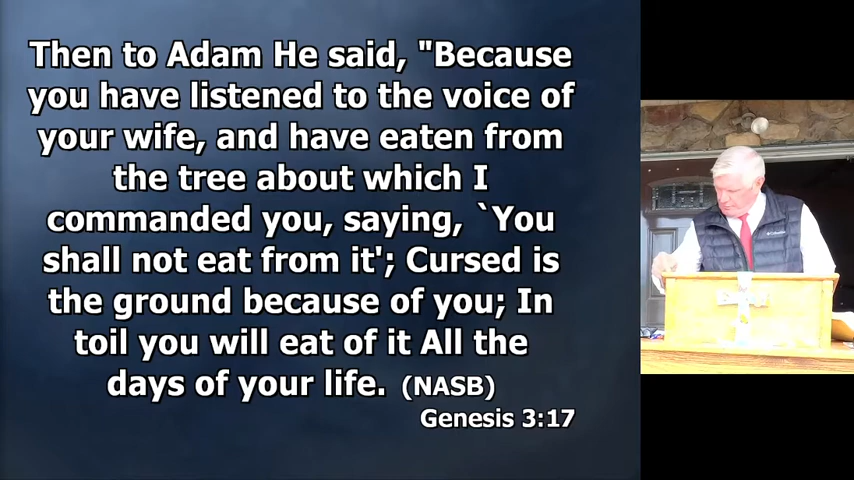 Then to Adam He said, "Because
you have listened to the voice of
your wife, and have eaten from
the tree about which I
commanded you, saying, `You
shall not eat from it'; Cursed is
the ground because of you; In
toil you will eat of it All the
days of your life. (NASB)
Genesis 3:17
Columbia